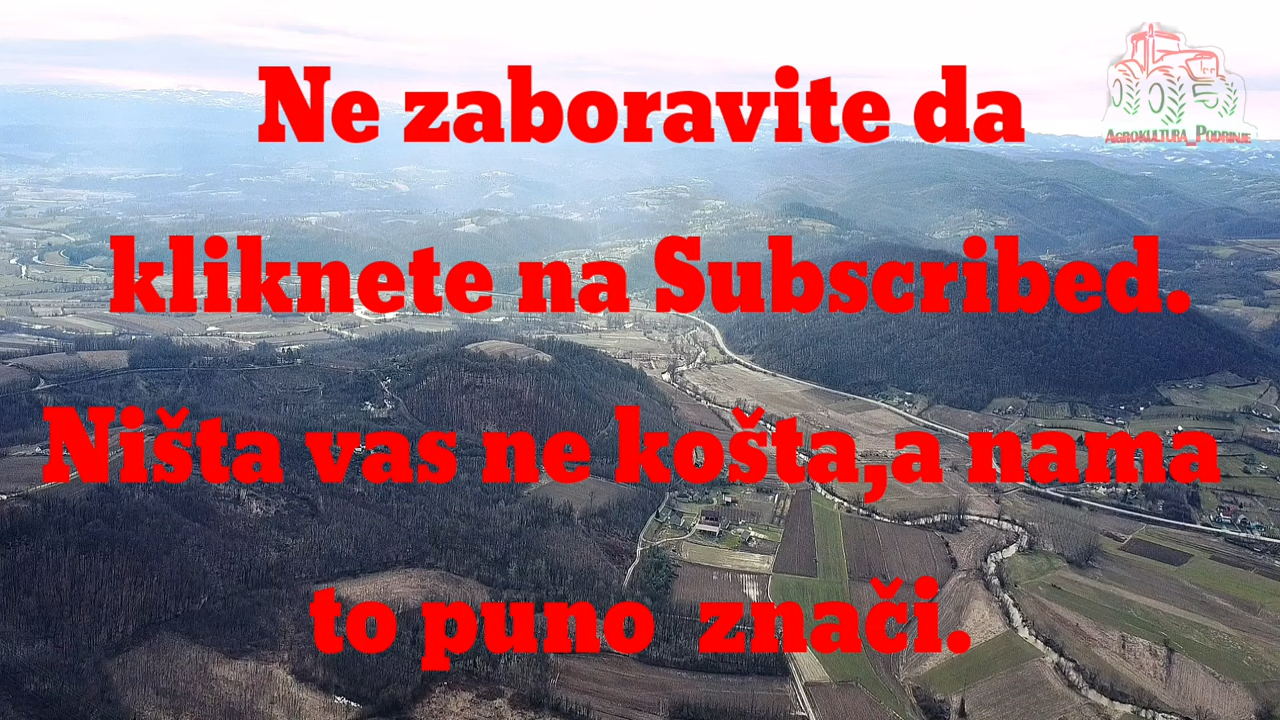 AGROKULTURA_PODRINJE
Ne zaboravite da
kliknete na Subscribed.
Ništa vas ne košta,a nama
to puno  znači.